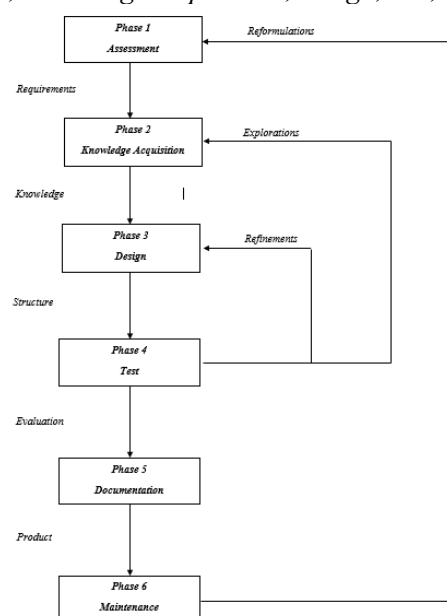 Phase 1
Reformulations
Assessment
Requirements
Phase 2
Explorations
Knowledge Acquisition
Knowledge
Phase 3
Refinements
Design
Structure
Phase 4
Test
Evaluation
Phase 5
Documentation
Product
Phase 6
Maintenance